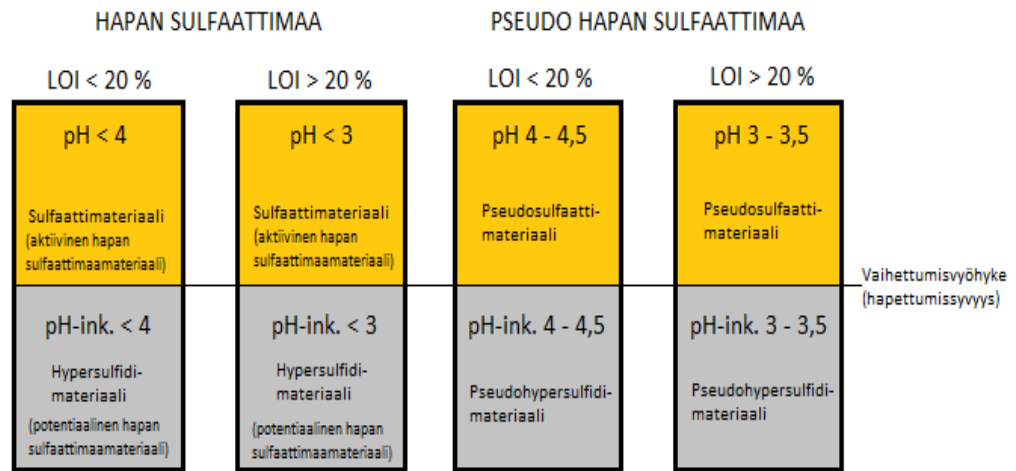 HAPAN SULFAATTIMAA
PSEUDO HAPAN SULFAATTIMAA
LOI < 20 %
LOI > 20 %
LOI < 20 %
LOI > 20 %
pH < 4
Sulfaattimateriaali
(aktiivinen hapan
sulfaattimaamateriaali)
pH < 3
Sulfaattimateriaali
(aktiivinen hapan
sulfaattimaamateriaali)
pH 4 - 4,5
Pseudosulfaatti-
materiaali
pH 3 - 3,5
Pseudosulfaatti-
materiaali
Vaihettumisvyöhyke
(hapettumissyvyys)
pH-ink. < 4
Hypersulfidi-
materiaali
(potentiaalinen hapan
sulfaattimaamateriaali)
pH-ink. < 3
Hypersulfidi-
materiaali
(potentiaalinen hapan
sulfaattimaamateriaali)
pH-ink. 4 - 4,5
Pseudohypersulfidi-
materiaali
pH-ink. 3 - 3,5
Pseudohypersulfidi-
materiaali